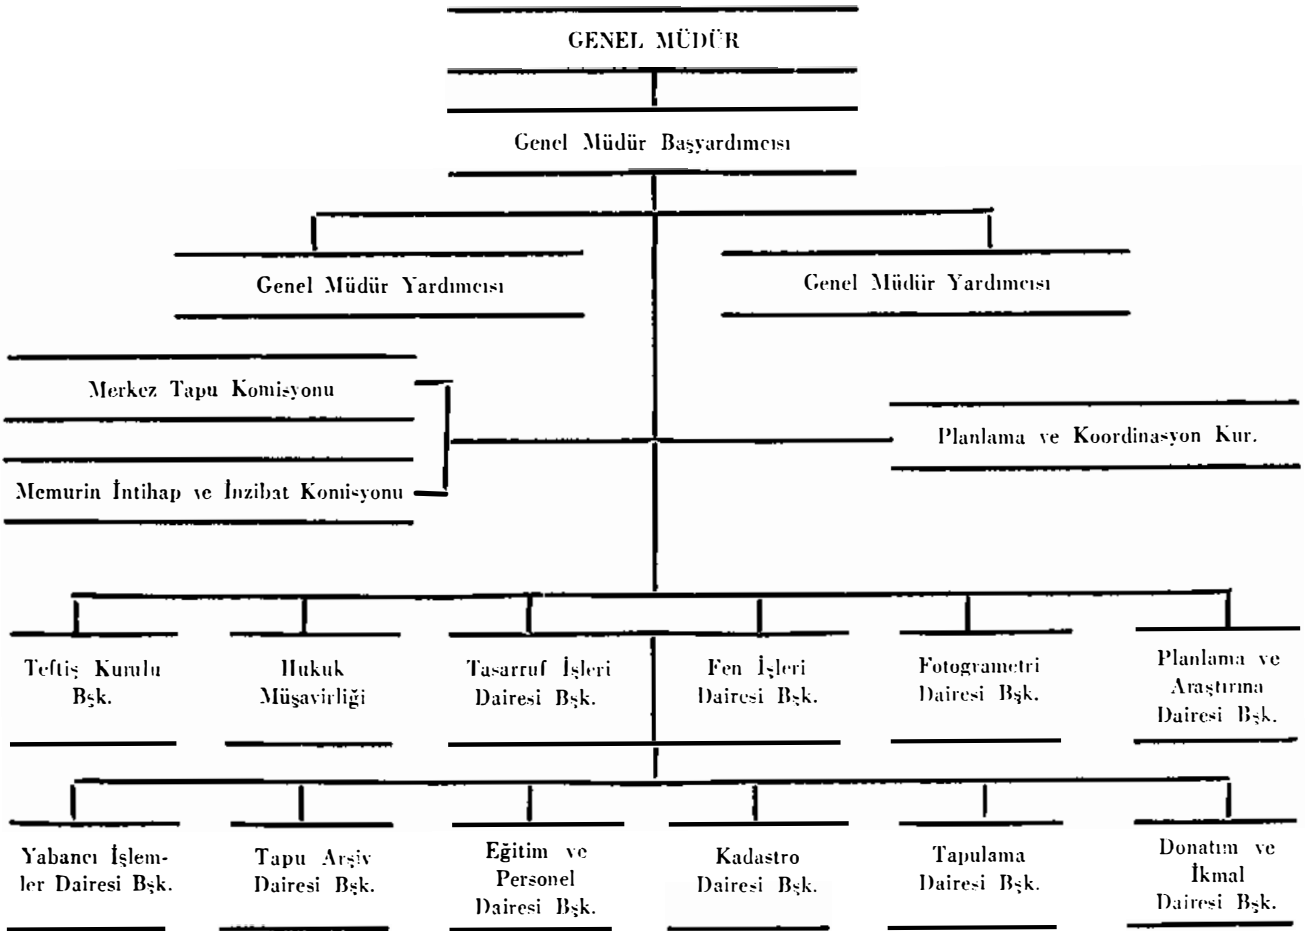 GENEL MÜDÜR
Genel Müdür Başyardımcısı
Genel Müdür Yardımcısı
Genel Müdür Yardımcısı
Merkez Tapu Komisyonu
Planlama ve Koordinasyon Kur.
Memurin İntihap ve İnzibat Komisyonu
Teftiş Kurulu
Bşk.
Hukuk
Müşavirliği
Tasarruf İşleri
Dairesi Bşk.
Fen İşleri
Dairesi Bşk.
Fotogrametri
Dairesi Bşk.
Planlama ve
Araştırma
Dairesi Bşk.
Yabancı İşlem-
ler Dairesi Bşk.
Tapu Arşiv
Dairesi Bşk.
Eğitim ve
Personel
Dairesi Bşk.
Kadastro
Dairesi Bşk.
Tapulama
Dairesi Bşk.
Donatım ve
İkmal
Dairesi Bşk.